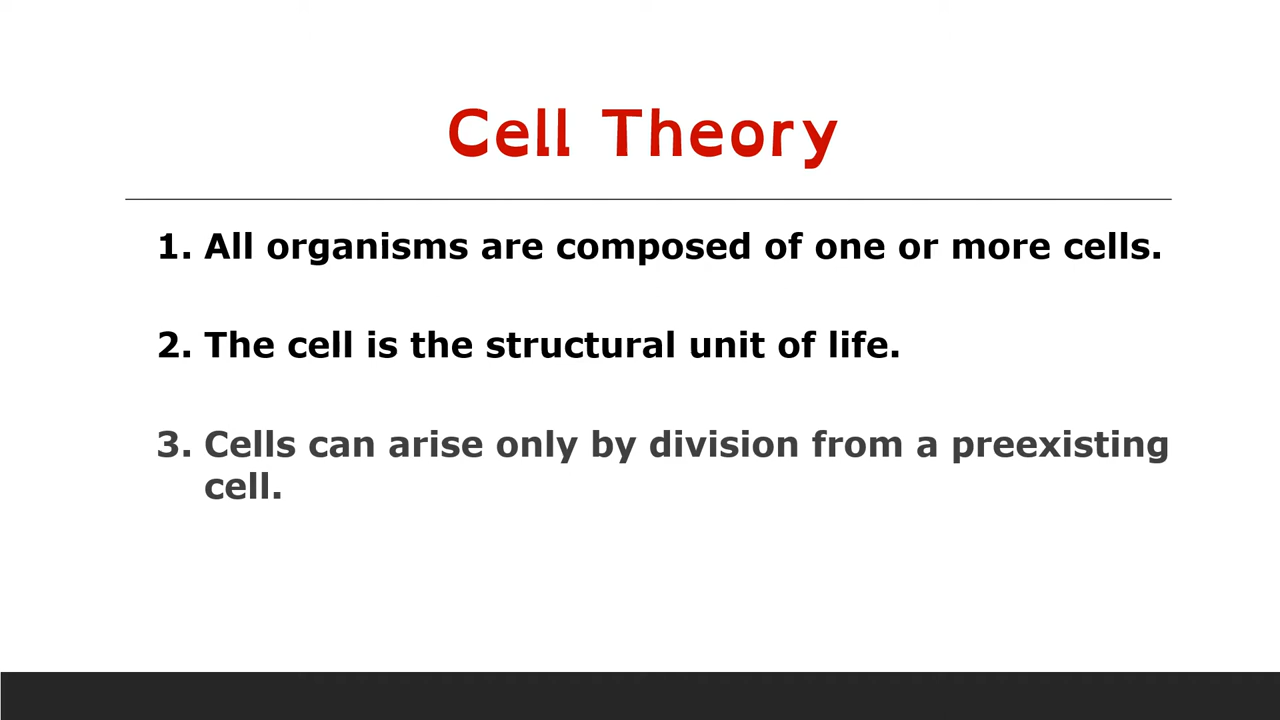 Cell Theory
1. All organisms are composed of one or more cells.
2. The cell is the structural unit of life.
3. Cells can arise only by division from a preexisting
cell.